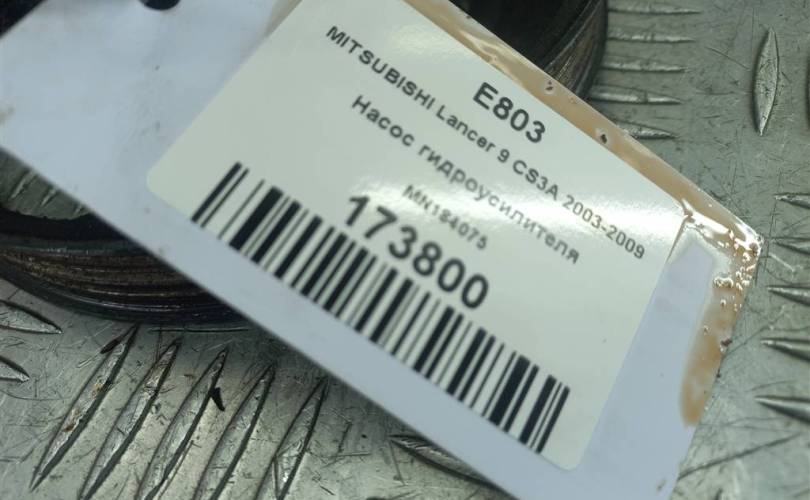 E803
MITSUBISHI Lancer 9 CS3A 2003-2009
Насос гидроусилителя
MN184075
173800